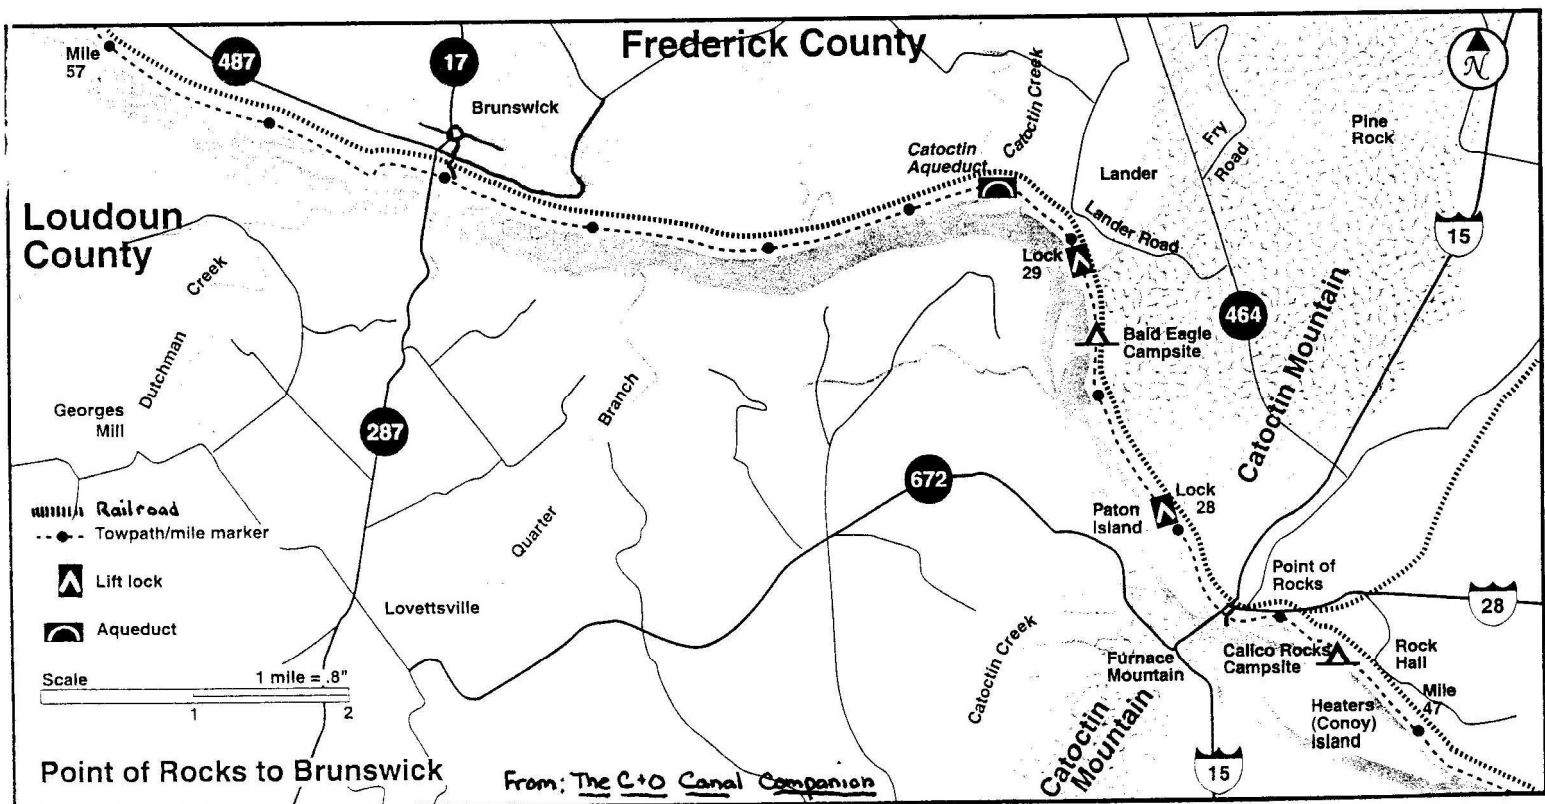 Mile
57
487
17
Frederick County
N
Brunswick
Catoctin Creek
Catoctin
Aqueduct
Fry
Road
Pine
Rock
Lander
Loudoun
County
Lander Road
15
Lock
29
Creek
Dutchman
464
Bald Eagle
Campsite
Catoctin Mountain
Georges
Mill
287
Branch
672
Lock
28
Paton
Island
Railroad
Towpath/mile marker
Quarter
Lift lock
Point of
Rocks
28
Lovettsville
Aqueduct
Catoctin Creek
Furnace
Mountain
Calico Rocks
Campsite
Rock
Hall
Scale
1 mile = .8"
1
2
Mile
47
Heaters
(Conoy)
Island
Catoctin
Mountain
15
Point of Rocks to Brunswick
From; The C+O Canal Companion